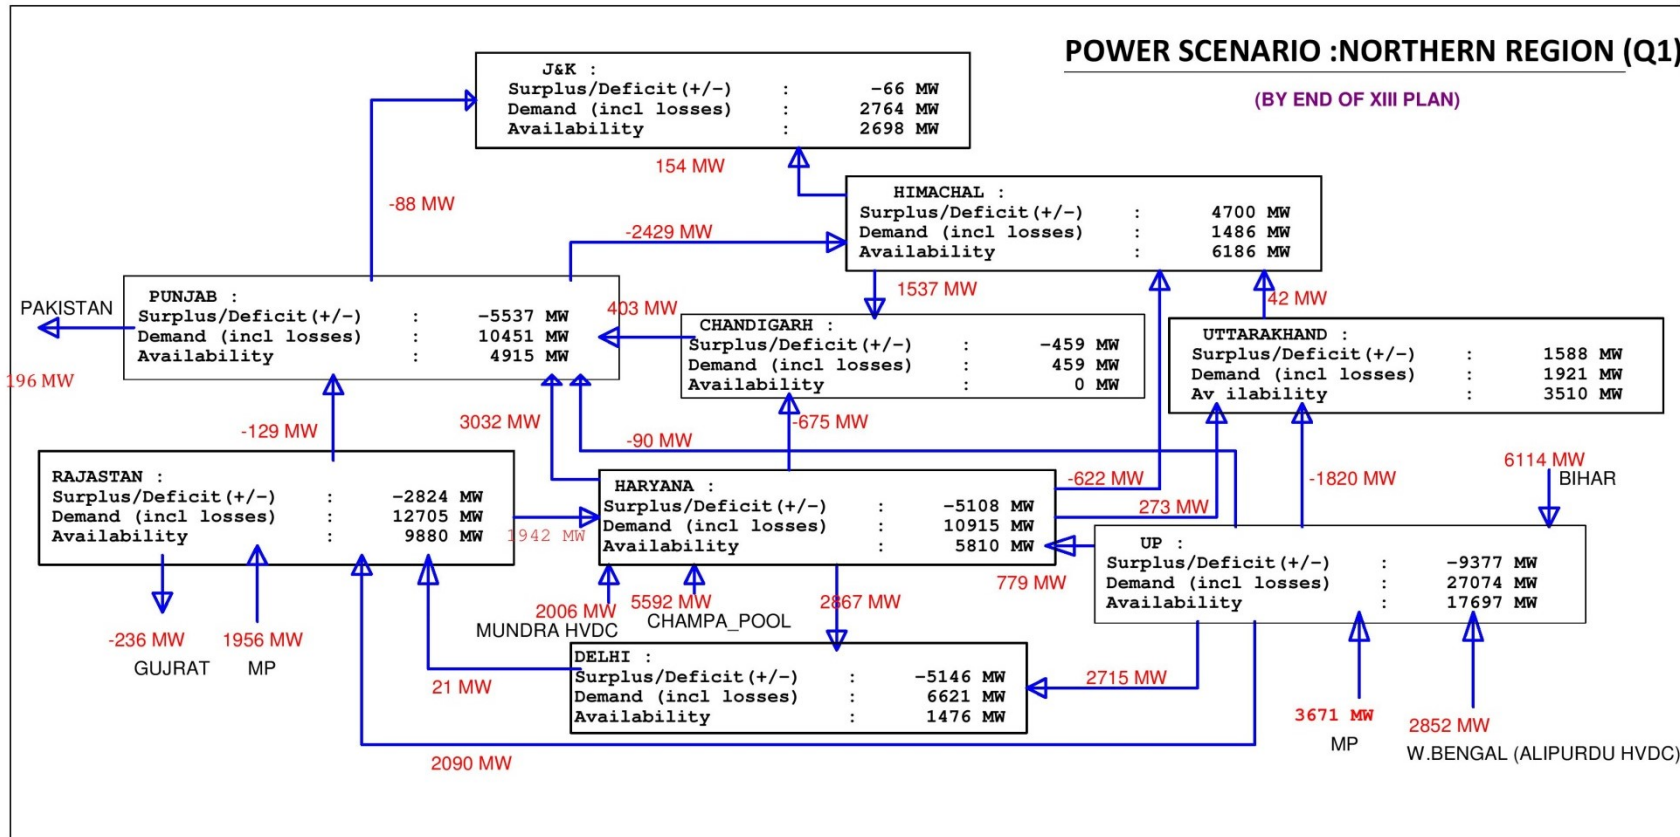 POWER SCENARIO :NORTHERN REGION (Q1)
(BY END OF XIII PLAN)
J&K :
Surplus/Deficit(+/-) : -66 MW
Demand (incl losses) : 2764 MW
Availability : 2698 MW
154 MW
-88 MW
HIMACHAL :
Surplus/Deficit(+/-) : 4700 MW
Demand (incl losses) : 1486 MW
Availability : 6186 MW
-2429 MW
1537 MW
42 MW
PAKISTAN
196 MW
PUNJAB :
Surplus/Deficit(+/-) : -5537 MW
Demand (incl losses) : 10451 MW
Availability : 4915 MW
403 MW
CHANDIGARH :
Surplus/Deficit(+/-) : -459 MW
Demand (incl losses) : 459 MW
Availability : 0 MW
UTTARAKHAND :
Surplus/Deficit(+/-) : 1588 MW
Demand (incl losses) : 1921 MW
Av ilability : 3510 MW
-129 MW
3032 MW
-90 MW
-675 MW
-622 MW
273 MW
-1820 MW
6114 MW
BIHAR
RAJASTAN :
Surplus/Deficit(+/-) : -2824 MW
Demand (incl losses) : 12705 MW
Availability : 9880 MW
1942 MW
HARYANA :
Surplus/Deficit(+/-) : -5108 MW
Demand (incl losses) : 10915 MW
Availability : 5810 MW
779 MW
UP :
Surplus/Deficit(+/-) : -9377 MW
Demand (incl losses) : 27074 MW
Availability : 17697 MW
-236 MW
GUJRAT
1956 MW
MP
2006 MW
MUNDRA HVDC
5592 MW
CHAMPA_POOL
2867 MW
DELHI :
Surplus/Deficit(+/-) : -5146 MW
Demand (incl losses) : 6621 MW
Availability : 1476 MW
21 MW
2715 MW
2090 MW
3671 MW
MP
2852 MW
W.BENGAL (ALIPURDU HVDC)